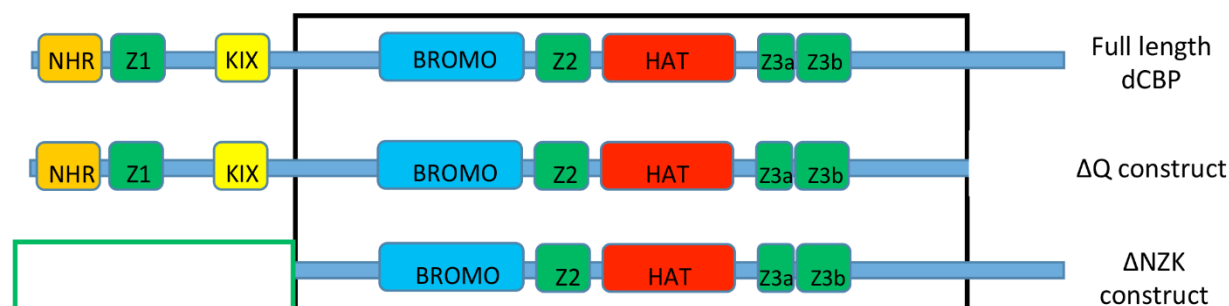 NHR Z1 KIX BROMO Z2 HAT Z3a Z3b Full length
dCBP
NHR Z1 KIX BROMO Z2 HAT Z3a Z3b ΔQ construct
BROMO Z2 HAT Z3a Z3b ΔNZK
construct